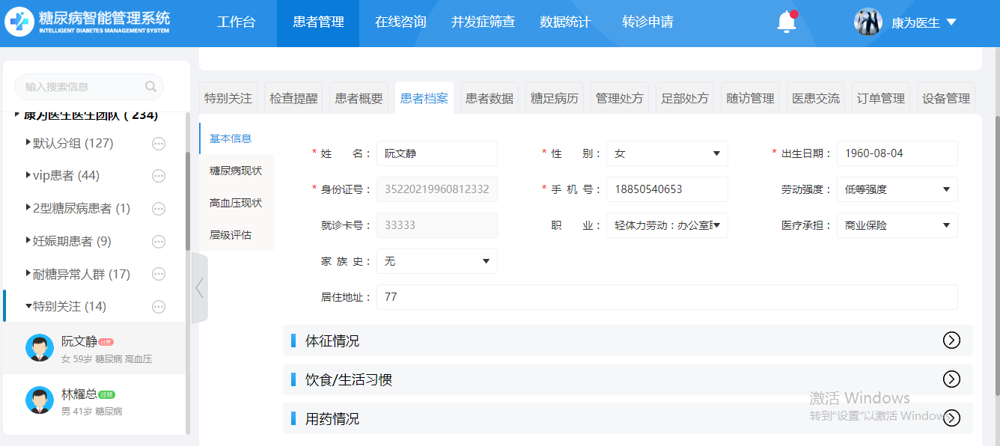 糖尿病智能管理系统
INTELLIGENT DIABETES MANAGEMENT SYSTEM
工作台 患者管理 在线咨询 并发症筛查 数据统计 转诊申请 康为医生
输入搜索信息
康为医生医生团队 ( 234)
默认分组 (127)
vip患者 (44)
2型糖尿病患者 (1)
妊娠期患者 (9)
耐糖异常人群 (17)
特别关注 (14)
阮文静 付费
女 59岁 糖尿病 高血压
林耀总 过期
男 41岁 糖尿病
特别关注 检查提醒 患者概要 患者档案 患者数据 糖足病历 管理处方 足部处方 随访管理 医患交流 订单管理 设备管理
基本信息
糖尿病现状
高血压现状
层级评估
* 姓 名： 阮文静 * 性 别： 女 * 出生日期： 1960-08-04
* 身份证号： 35220219960812332 * 手 机 号： 18850540653 劳动强度： 低等强度
就诊卡号： 33333 职 业： 轻体力劳动：办公室 医疗承担： 商业保险
家 族 史： 无
居住地址： 77
体征情况
饮食/生活习惯
用药情况
激活 Windows
转到"设置"以激活 Windows